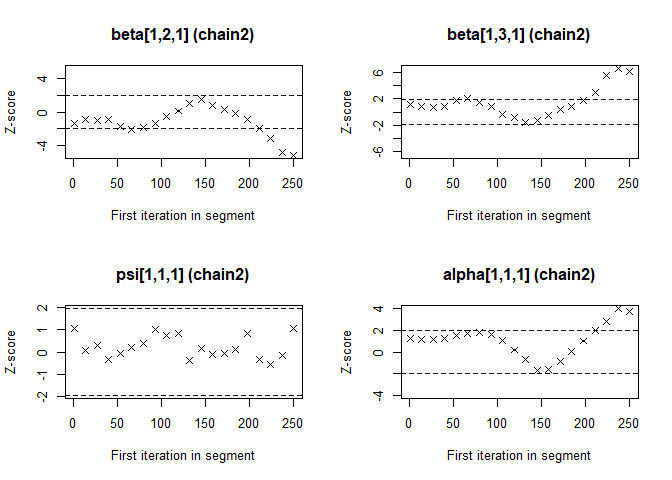 beta[1,2,1] (chain2)
Z-score
4
0
-4
0 50 100 150 200 250
First iteration in segment
beta[1,3,1] (chain2)
Z-score
6
2
-2
-6
0 50 100 150 200 250
First iteration in segment
psi[1,1,1] (chain2)
Z-score
2
1
0
-1
-2
0 50 100 150 200 250
First iteration in segment
alpha[1,1,1] (chain2)
Z-score
4
2
0
-4
0 50 100 150 200 250
First iteration in segment